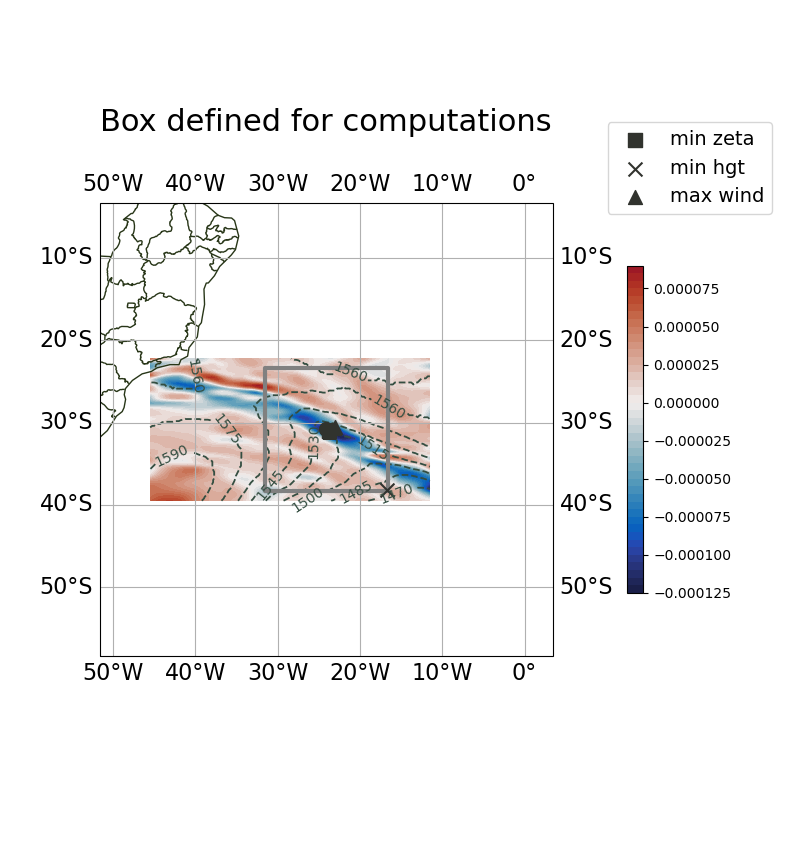 Box defined for computations
min zeta
min hgt
max wind
50°W 40°W 30°W 20°W 10°W 0°
10°S 10°S
20°S 20°S
30°S 30°S
40°S 40°S
50°S 50°S
1560
1560
1560
1575
1530
1515
1590
1545
1500
1485
1470
0.000075
0.000050
0.000025
0.000000
−0.000025
−0.000050
−0.000075
−0.000100
−0.000125
50°W 40°W 30°W 20°W 10°W 0°